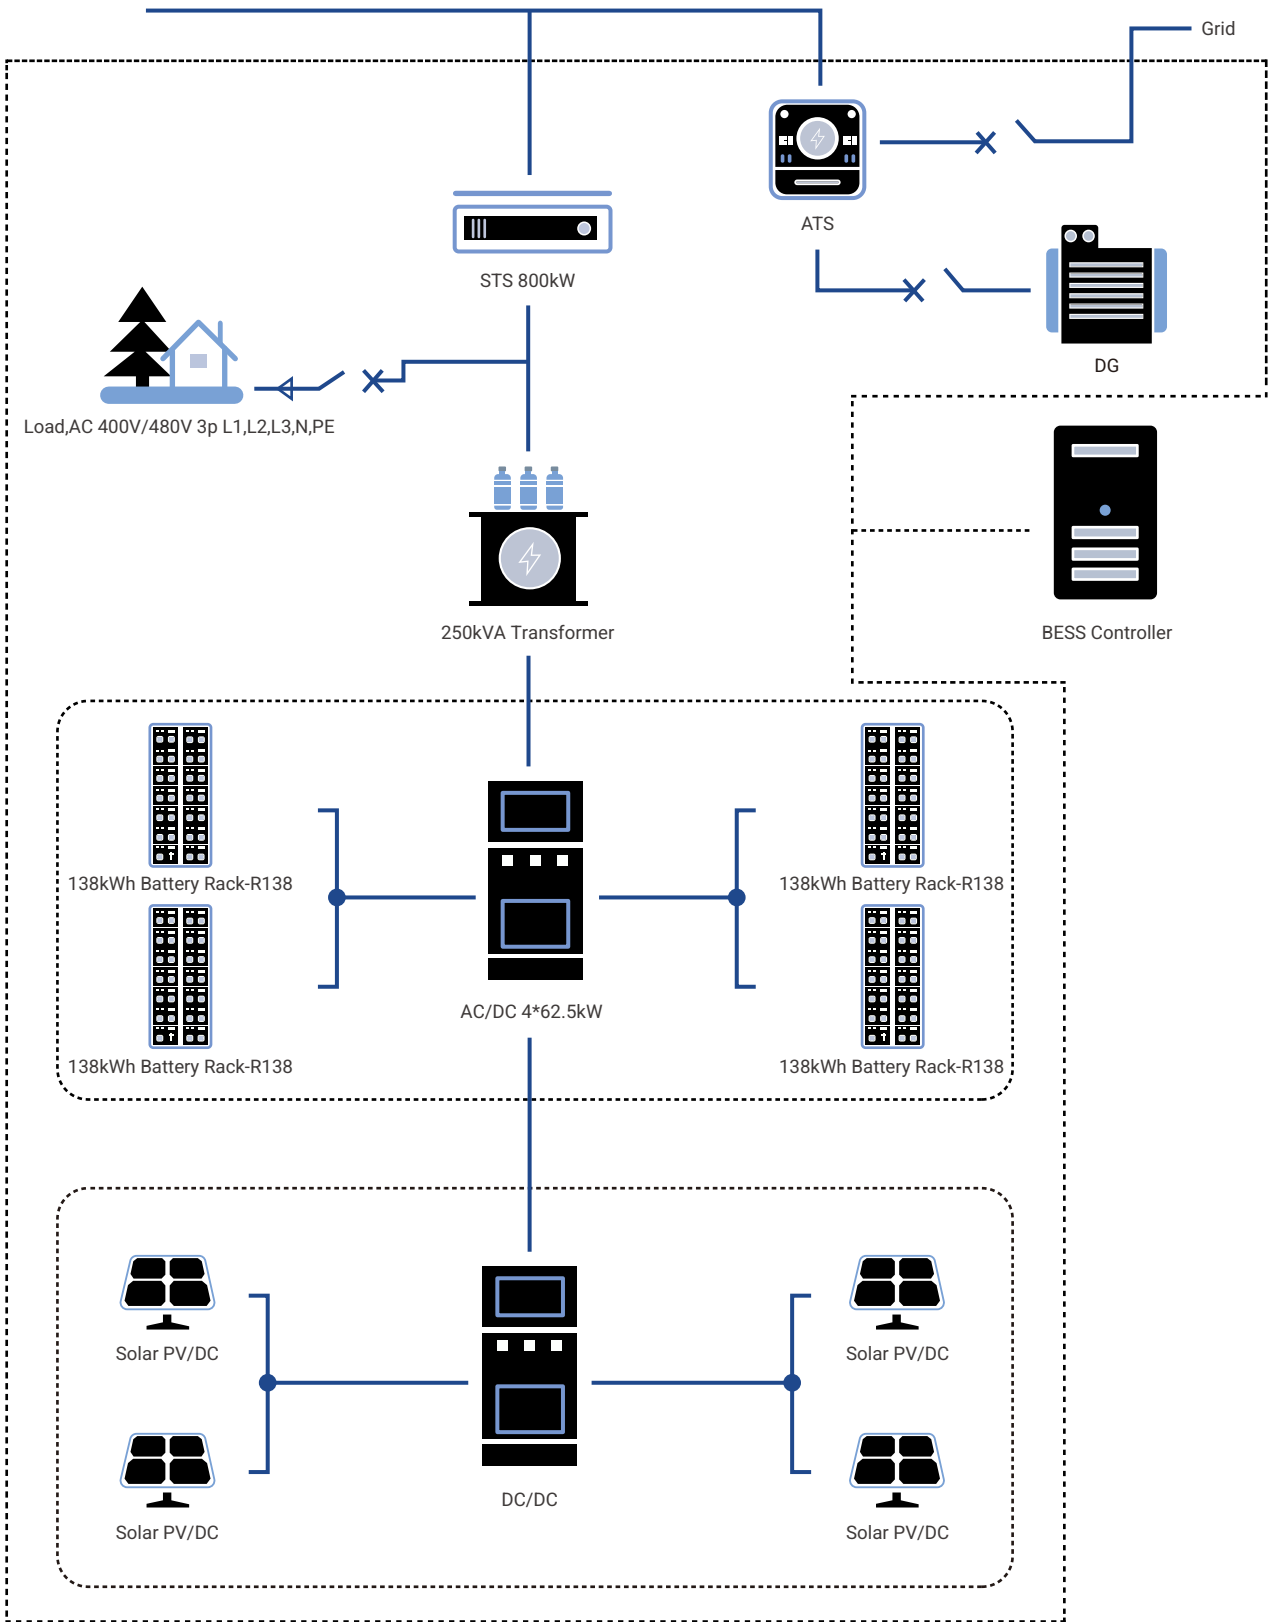 Grid
ATS
STS 800kW
DG
Load,AC 400V/480V 3p L1,L2,L3,N,PE
250kVA Transformer
BESS Controller
138kWh Battery Rack-R138
138kWh Battery Rack-R138
AC/DC 4*62.5kW
138kWh Battery Rack-R138
138kWh Battery Rack-R138
Solar PV/DC
Solar PV/DC
DC/DC
Solar PV/DC
Solar PV/DC